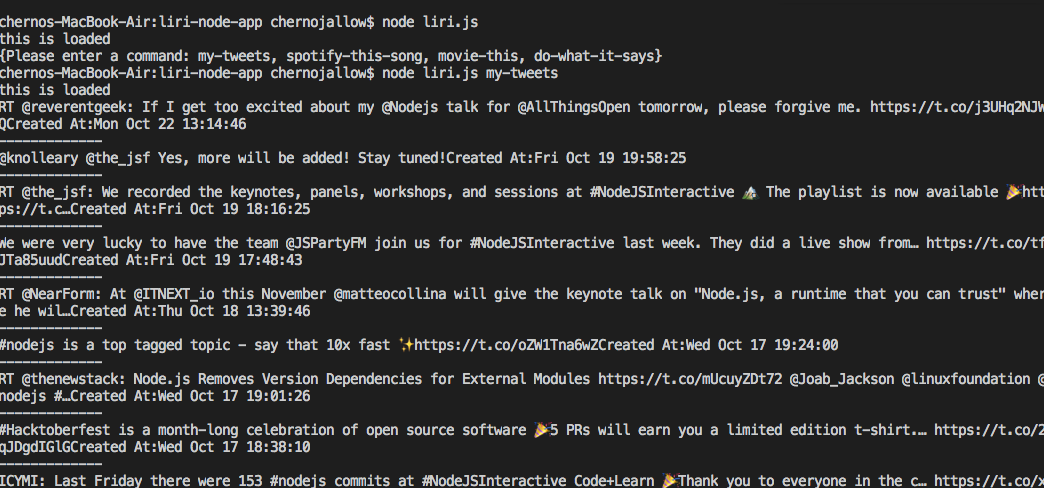 chernos-MacBook-Air:liri-node-app chernojallow$ node liri.js
this is loaded
{Please enter a command: my-tweets, spotify-this-song, movie-this, do-what-it-says}
chernos-MacBook-Air:liri-node-app chernojallow$ node liri.js my-tweets
this is loaded
RT @reverentgeek: If I get too excited about my @Nodejs talk for @AllThingsOpen tomorrow, please forgive me. https://t.co/j3UHq2NJW
QCreated At:Mon Oct 22 13:14:46
--------------
@knolleary @the_jsf Yes, more will be added! Stay tuned!Created At:Fri Oct 19 19:58:25
--------------
RT @the_jsf: We recorded the keynotes, panels, workshops, and sessions at #NodeJSInteractive 🏔️ The playlist is now available 🎉htt
ps://t.c…Created At:Fri Oct 19 18:16:25
--------------
We were very lucky to have the team @JSPartyFM join us for #NodeJSInteractive last week. They did a live show from… https://t.co/tf
JTa85uudCreated At:Fri Oct 19 17:48:43
--------------
RT @NearForm: At @ITNEXT_io this November @matteocollina will give the keynote talk on "Node.js, a runtime that you can trust" wher
e he wil…Created At:Thu Oct 18 13:39:46
--------------
#nodejs is a top tagged topic - say that 10x fast ✨https://t.co/oZW1Tna6wZCreated At:Wed Oct 17 19:24:00
--------------
RT @thenewstack: Node.js Removes Version Dependencies for External Modules https://t.co/mUcuyZDt72 @Joab_Jackson @linuxfoundation @
nodejs #…Created At:Wed Oct 17 19:01:26
--------------
#Hacktoberfest is a month-long celebration of open source software 🎉5 PRs will earn you a limited edition t-shirt.… https://t.co/2
qJDgdIGlGCreated At:Wed Oct 17 18:38:10
--------------
ICYMI: Last Friday there were 153 #nodejs commits at #NodeJSInteractive Code+Learn 🎉Thank you to everyone in the c… https://t.co/x